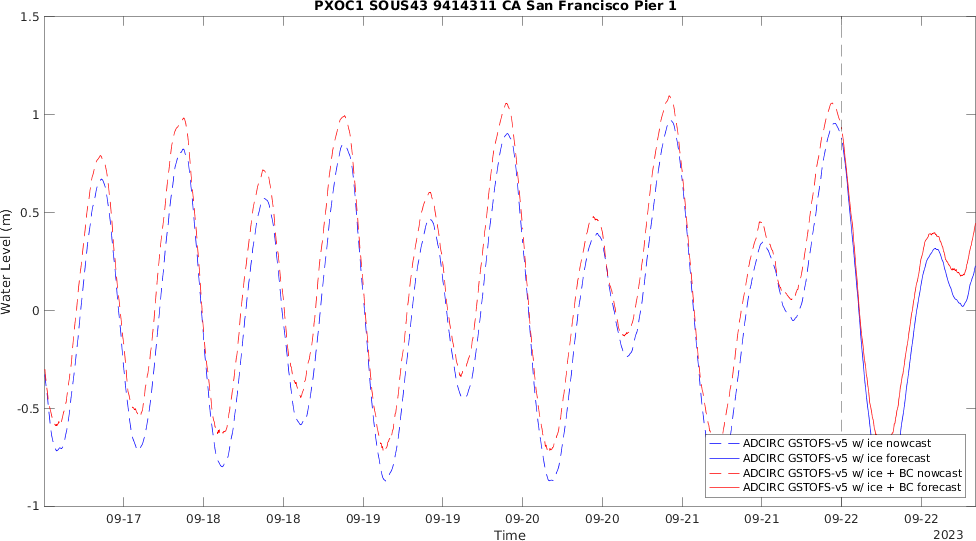 PXOC1 SOUS43 9414311 CA San Francisco Pier 1
1.5
1
0.5
0
-0.5
-1
Water Level (m)
ADCIRC GSTOFS-v5 w/ ice nowcast
ADCIRC GSTOFS-v5 w/ ice forecast
ADCIRC GSTOFS-v5 w/ ice + BC nowcast
ADCIRC GSTOFS-v5 w/ ice + BC forecast
09-17 09-18 09-18 09-19 09-19 09-20 09-20 09-21 09-21 09-22 09-22
Time
2023